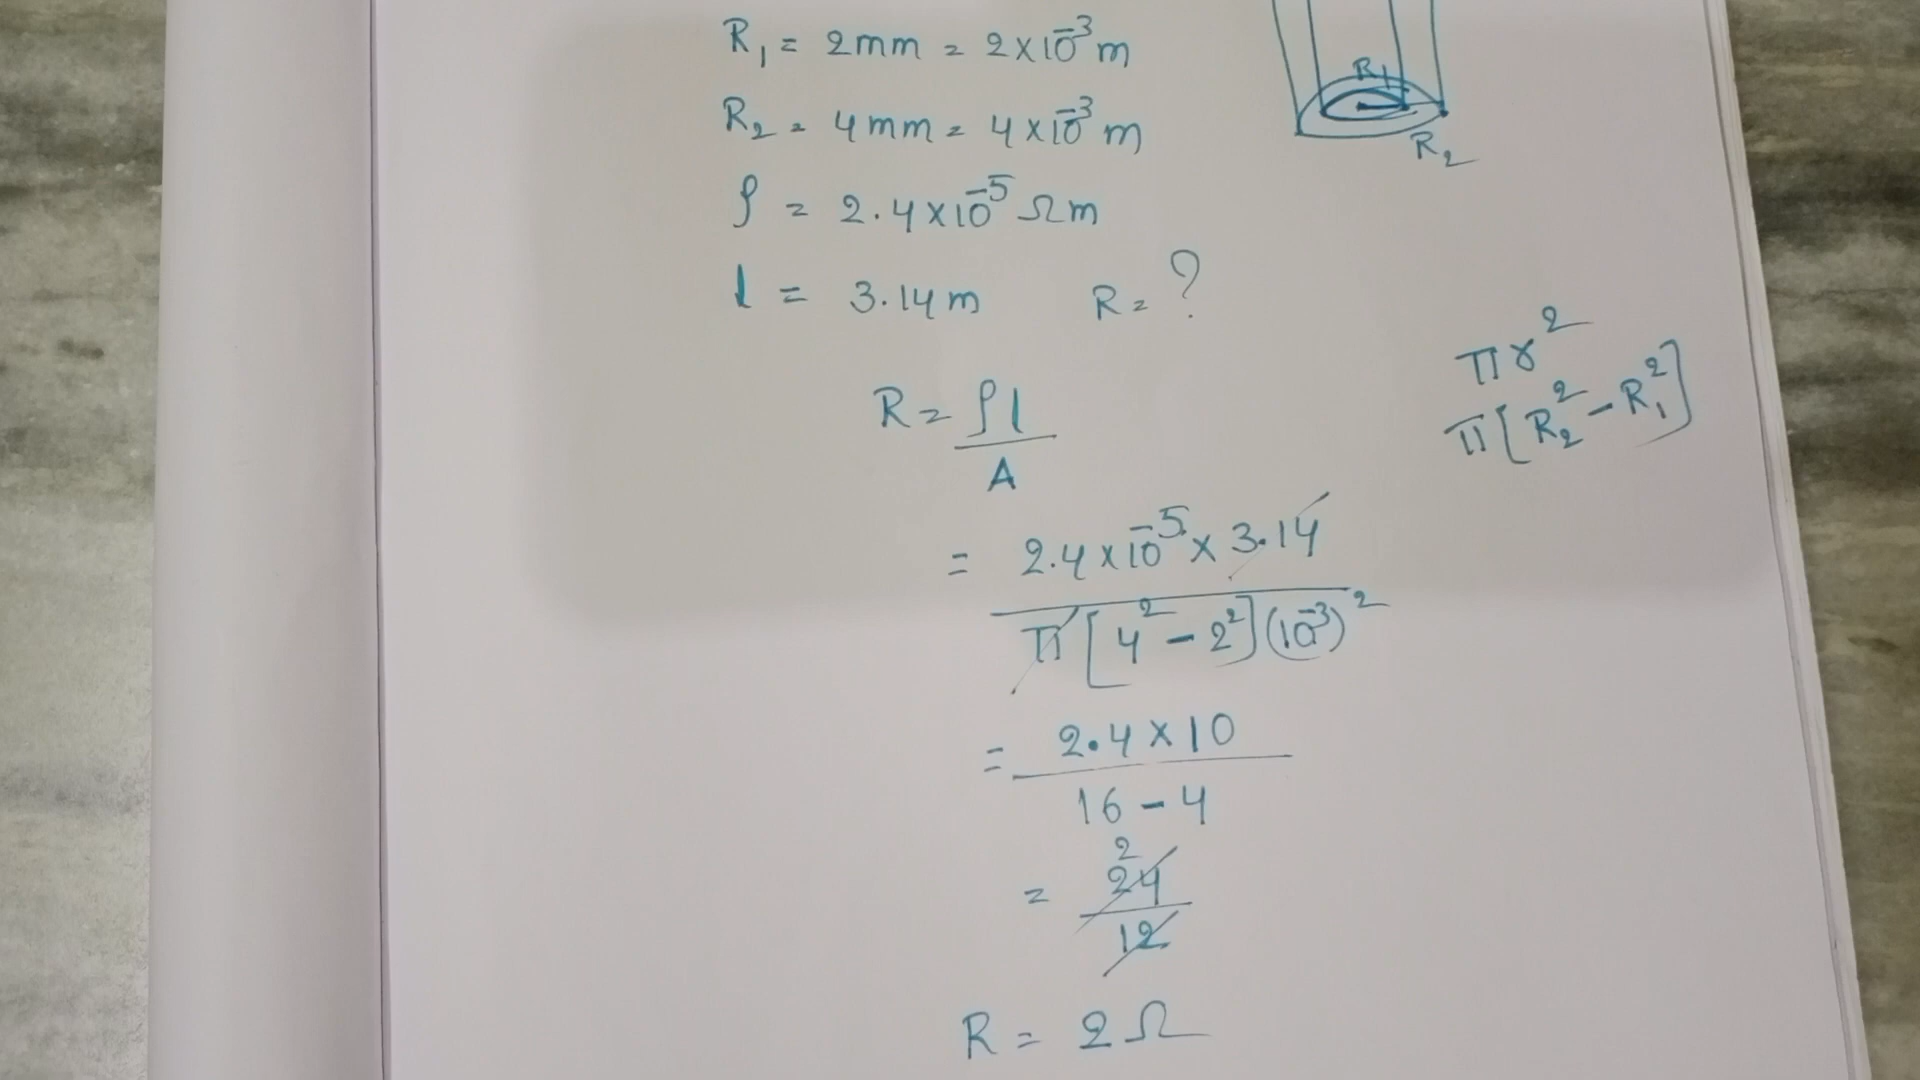 R₁ = 2mm = 2×10⁻³ m
R₂ = 4mm = 4×10⁻³ m
ρ = 2.4×10⁻⁵ Ωm
l = 3.14m R = ?
R₁
R₂
πr²
π[R₂² - R₁²]
R = ρl
A
= 2.4×10⁻⁵ × 3.14
π[4² - 2²](10⁻³)²
= 2.4 × 10
16 - 4
2
= 24
12
R = 2Ω